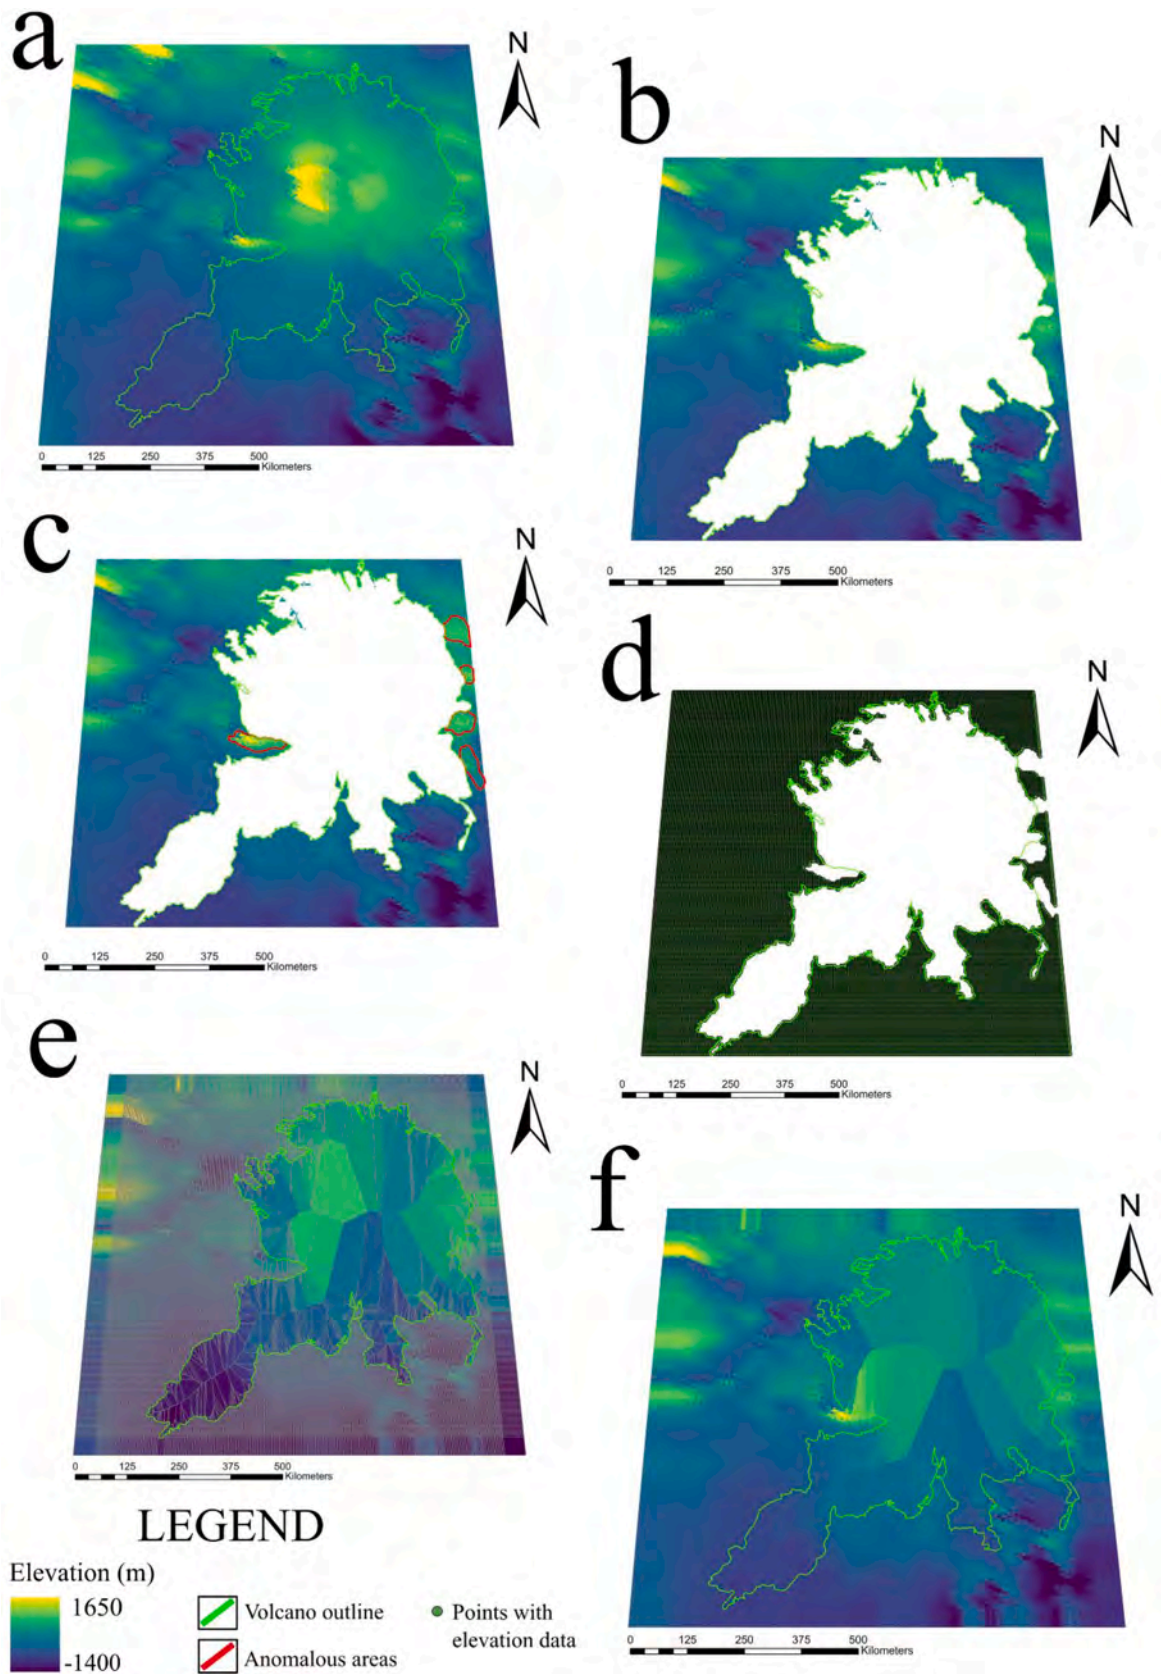 a
N
0 125 250 375 500
Kilometers
b
N
0 125 250 375 500
Kilometers
c
N
0 125 250 375 500
Kilometers
d
N
0 125 250 375 500
Kilometers
e
N
0 125 250 375 500
Kilometers
f
N
0 125 250 375 500
Kilometers
LEGEND
Elevation (m)
1650
-1400
Volcano outline
Anomalous areas
Points with
elevation data